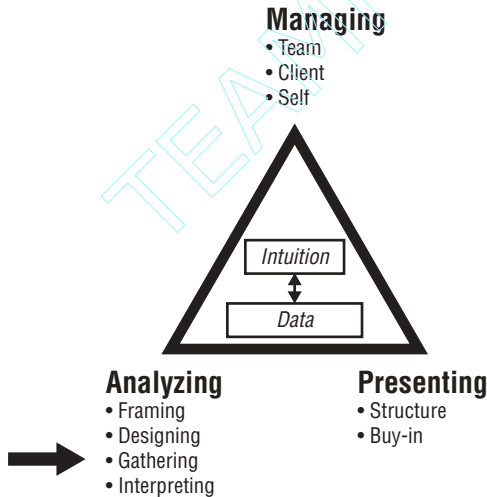 Managing
• Team
• Client
• Self
Intuition
Data
Analyzing
• Framing
• Designing
• Gathering
• Interpreting
Presenting
• Structure
• Buy-in